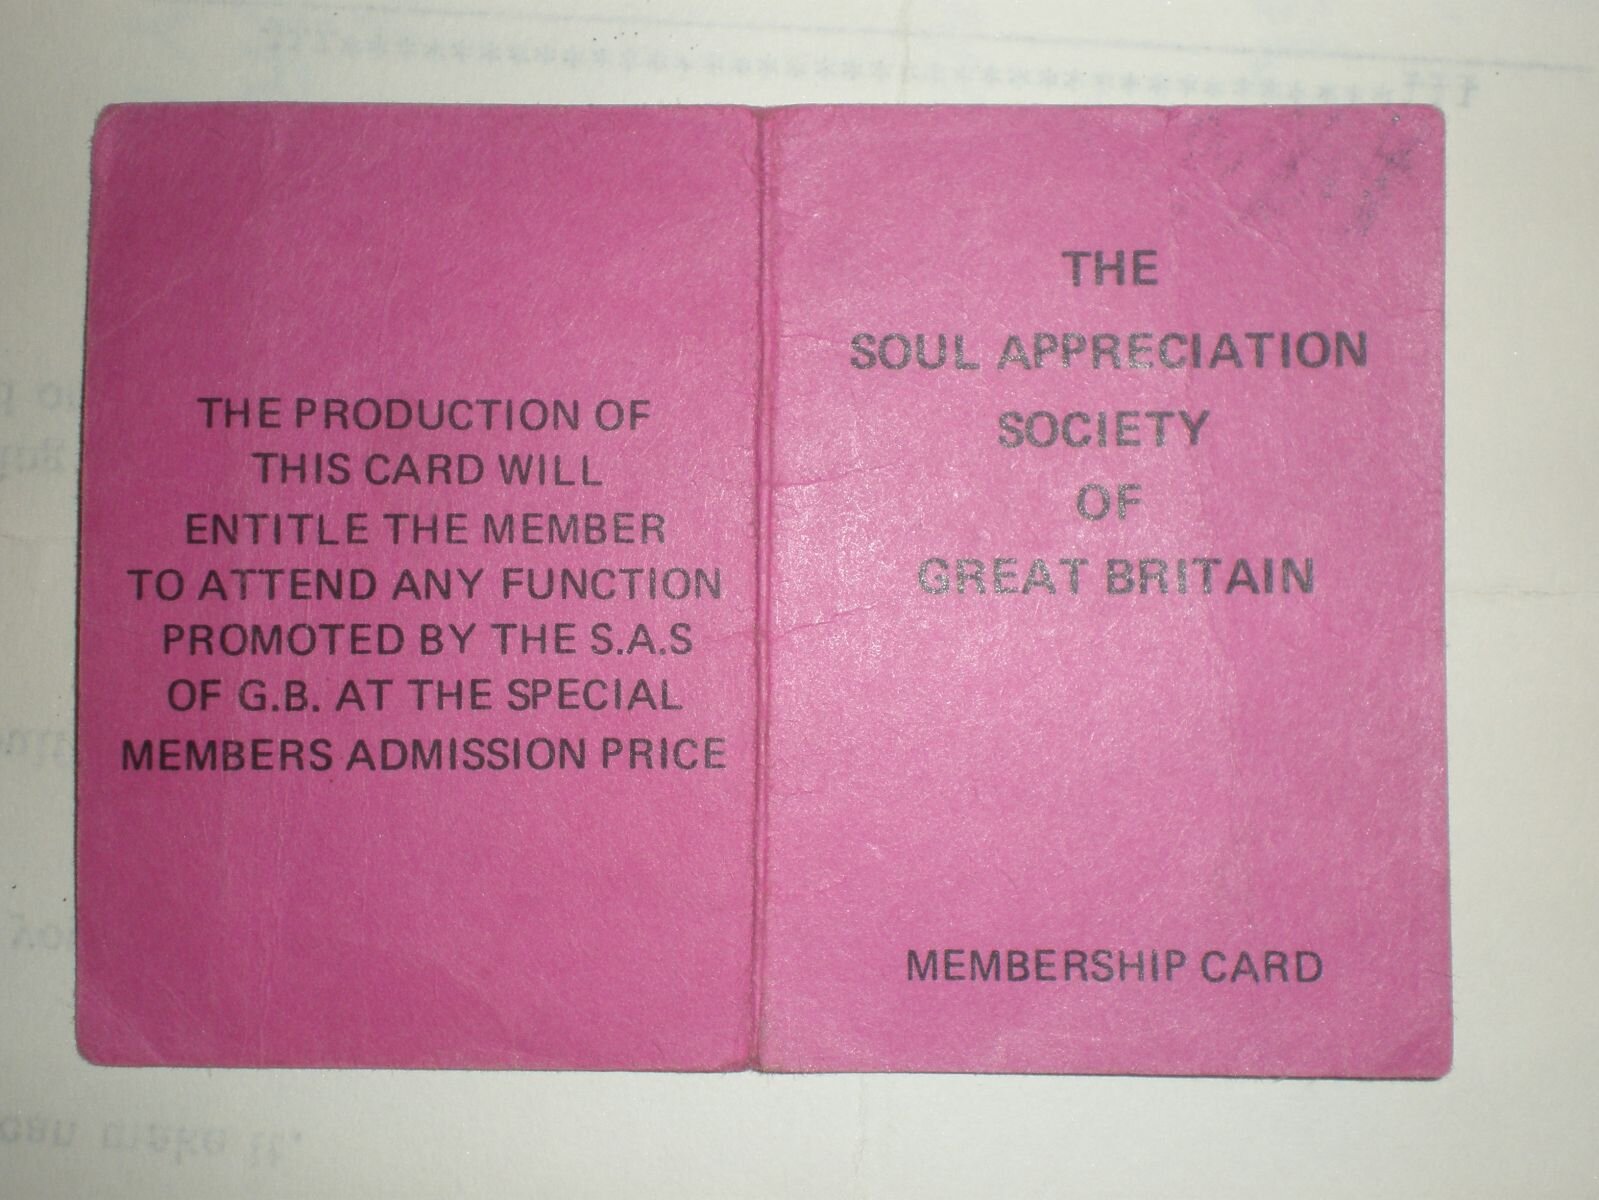 THE PRODUCTION OF
THIS CARD WILL
ENTITLE THE MEMBER
TO ATTEND ANY FUNCTION
PROMOTED BY THE S.A.S
OF G.B. AT THE SPECIAL
MEMBERS ADMISSION PRICE
THE
SOUL APPRECIATION
SOCIETY
OF
GREAT BRITAIN
MEMBERSHIP CARD